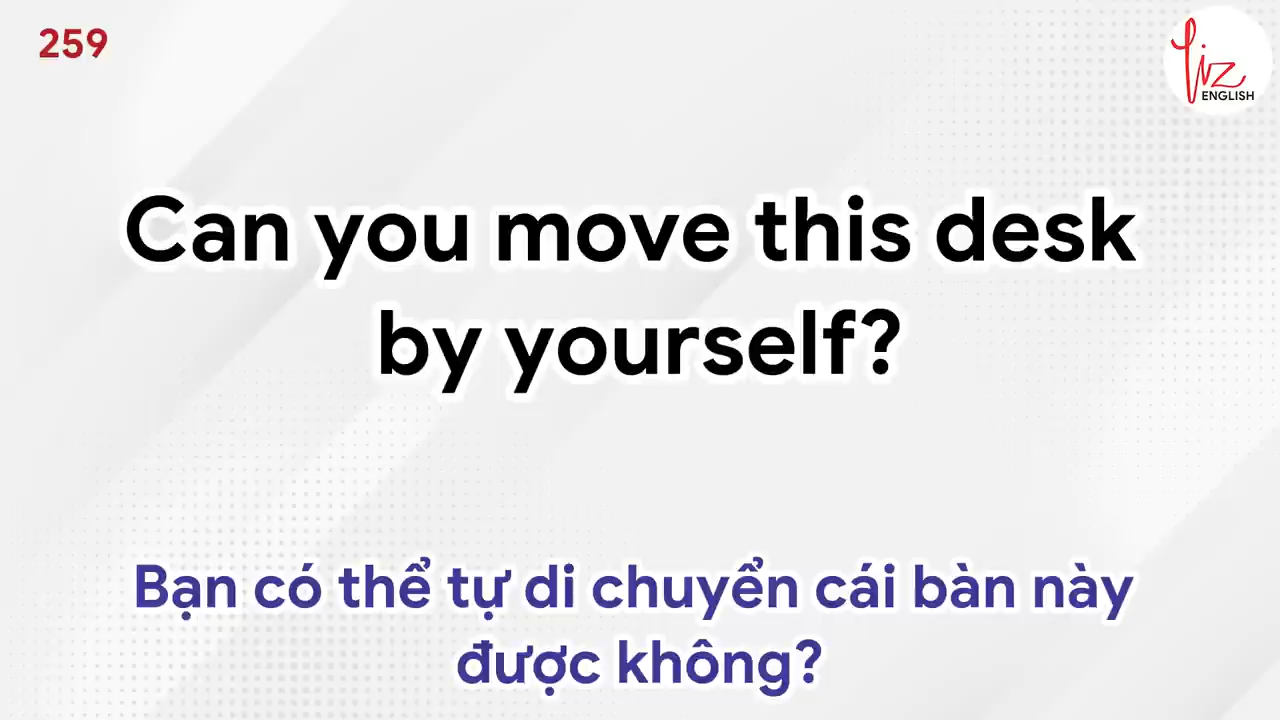 259
Liz
ENGLISH
Can you move this desk
by yourself?
Bạn có thể tự di chuyển cái bàn này
được không?